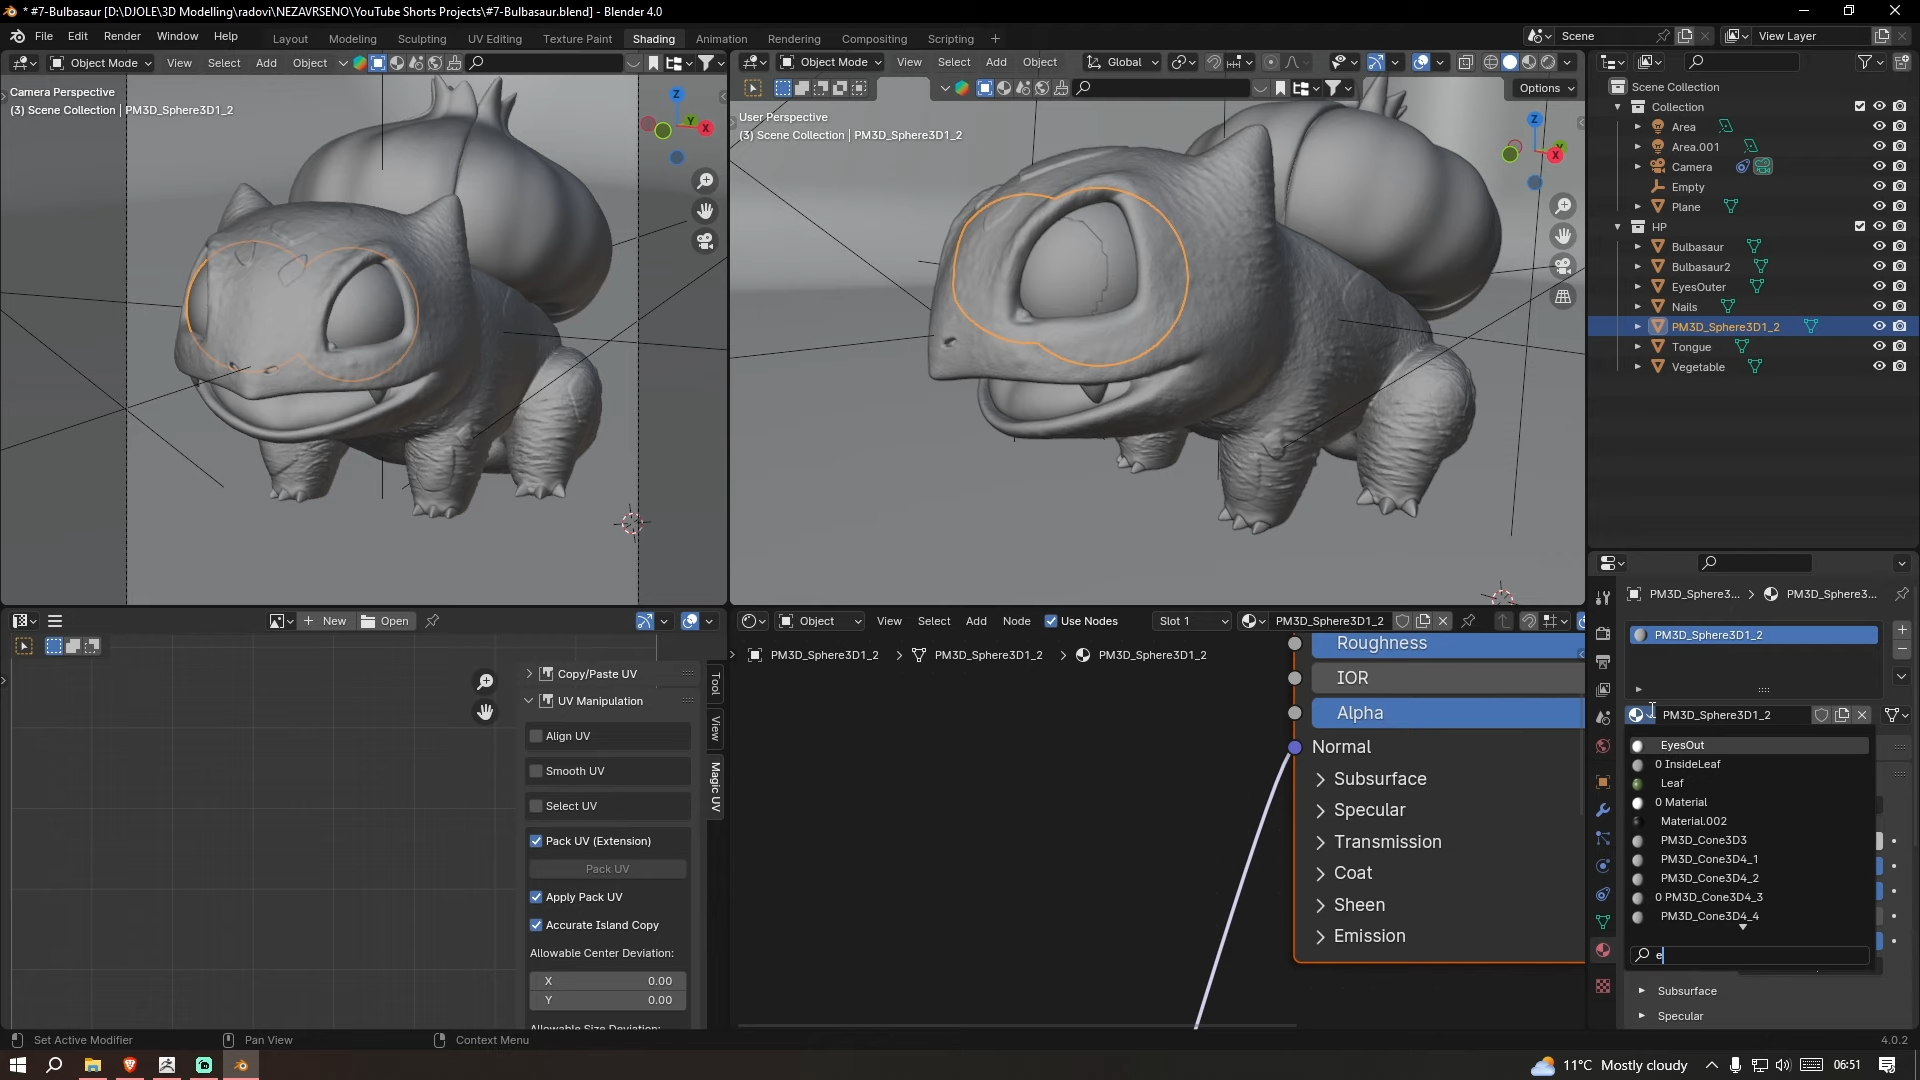 * #7-Bulbasaur [D:\DJOLE\3D Modelling\radovi\NEZAVRSENO\YouTube Shorts Projects\#7-Bulbasaur.blend] - Blender 4.0
File Edit Render Window Help
Layout Modeling Sculpting UV Editing Texture Paint Shading Animation Rendering Compositing Scripting +
Scene
View Layer
Object Mode View Select Add Object
Camera Perspective
(3) Scene Collection | PM3D_Sphere3D1_2
Z
Y
X
Object Mode View Select Add Object Global
Options
User Perspective
(3) Scene Collection | PM3D_Sphere3D1_2
Z
Y
X
Scene Collection
Collection
Area
Area.001
Camera
Empty
Plane
HP
Bulbasaur
Bulbasaur2
EyesOuter
Nails
PM3D_Sphere3D1_2
Tongue
Vegetable
New Open
Copy/Paste UV
UV Manipulation
Align UV
Smooth UV
Select UV
Pack UV (Extension)
Pack UV
Apply Pack UV
Accurate Island Copy
Allowable Center Deviation:
X 0.00
Y 0.00
Allowable Size Deviation:
Tool
View
Magic UV
Object View Select Add Node Use Nodes Slot 1 PM3D_Sphere3D1_2
PM3D_Sphere3D1_2 > PM3D_Sphere3D1_2 > PM3D_Sphere3D1_2
Roughness
IOR
Alpha
Normal
Subsurface
Specular
Transmission
Coat
Sheen
Emission
PM3D_Sphere3... > PM3D_Sphere3...
PM3D_Sphere3D1_2
PM3D_Sphere3D1_2
EyesOut
0 InsideLeaf
Leaf
0 Material
Material.002
PM3D_Cone3D3
PM3D_Cone3D4_1
PM3D_Cone3D4_2
0 PM3D_Cone3D4_3
PM3D_Cone3D4_4
e
Subsurface
Specular
Set Active Modifier Pan View Context Menu 4.0.2
11°C Mostly cloudy 06:51